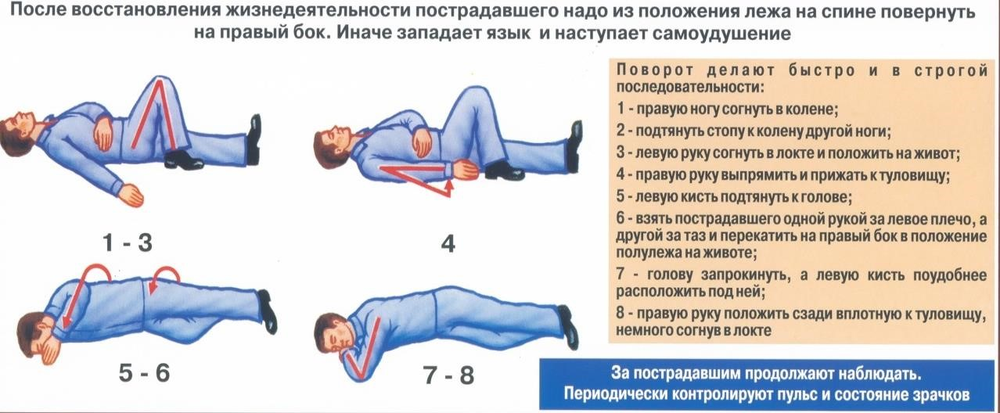 После восстановления жизнедеятельности пострадавшего надо из положения лежа на спине повернуть
на правый бок. Иначе западает язык и наступает самоудушение
Поворот делают быстро и в строгой
последовательности:
1 - правую ногу согнуть в колене;
2 - подтянуть стопу к колену другой ноги;
3 - левую руку согнуть в локте и положить на живот;
4 - правую руку выпрямить и прижать к туловищу;
5 - левую кисть подтянуть к голове;
6 - взять пострадавшего одной рукой за левое плечо, а
другой за таз и перекатить на правый бок в положение
полулежа на животе;
7 - голову запрокинуть, а левую кисть поудобнее
расположить под ней;
8 - правую руку положить сзади вплотную к туловищу,
немного согнув в локте
1 - 3
4
5 - 6
7 - 8
За пострадавшим продолжают наблюдать.
Периодически контролируют пульс и состояние зрачков